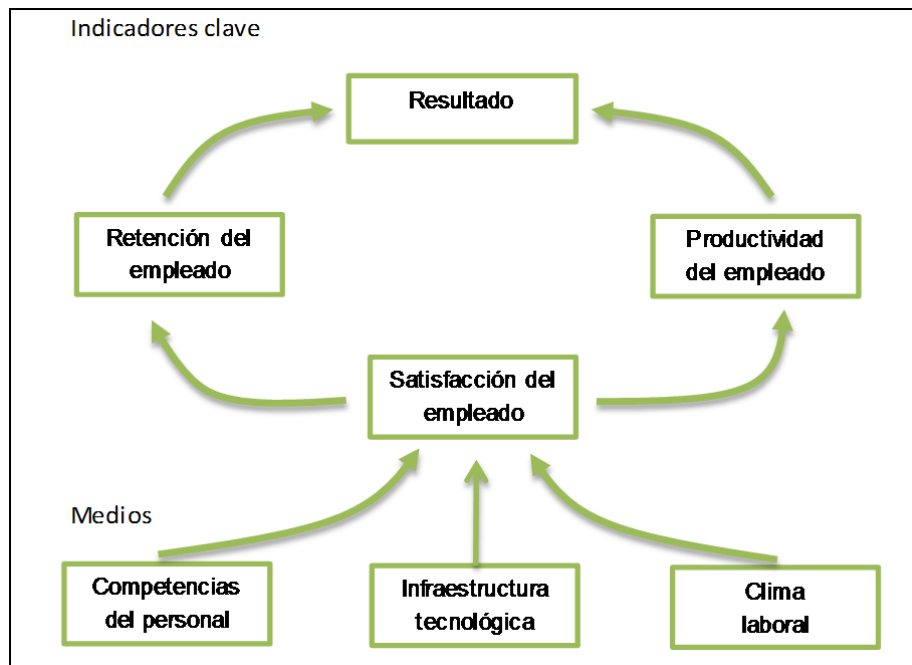 Indicadores clave
Resultado
Retención del
empleado
Productividad
del empleado
Satisfacción del
empleado
Medios
Competencias
del personal
Infraestructura
tecnológica
Clima
laboral